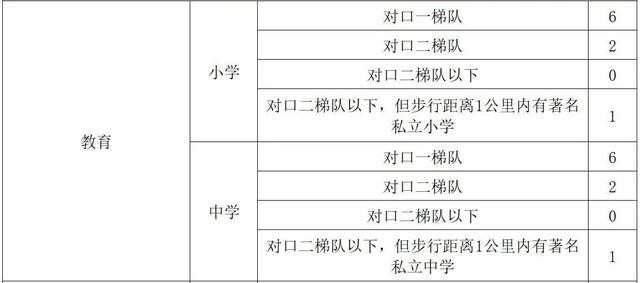 教育
小学
对口一梯队 6
对口二梯队 2
对口二梯队以下 0
对口二梯队以下，但步行距离1公里内有著名
私立小学 1
中学
对口一梯队 6
对口二梯队 2
对口二梯队以下 0
对口二梯队以下，但步行距离1公里内有著名
私立中学 1